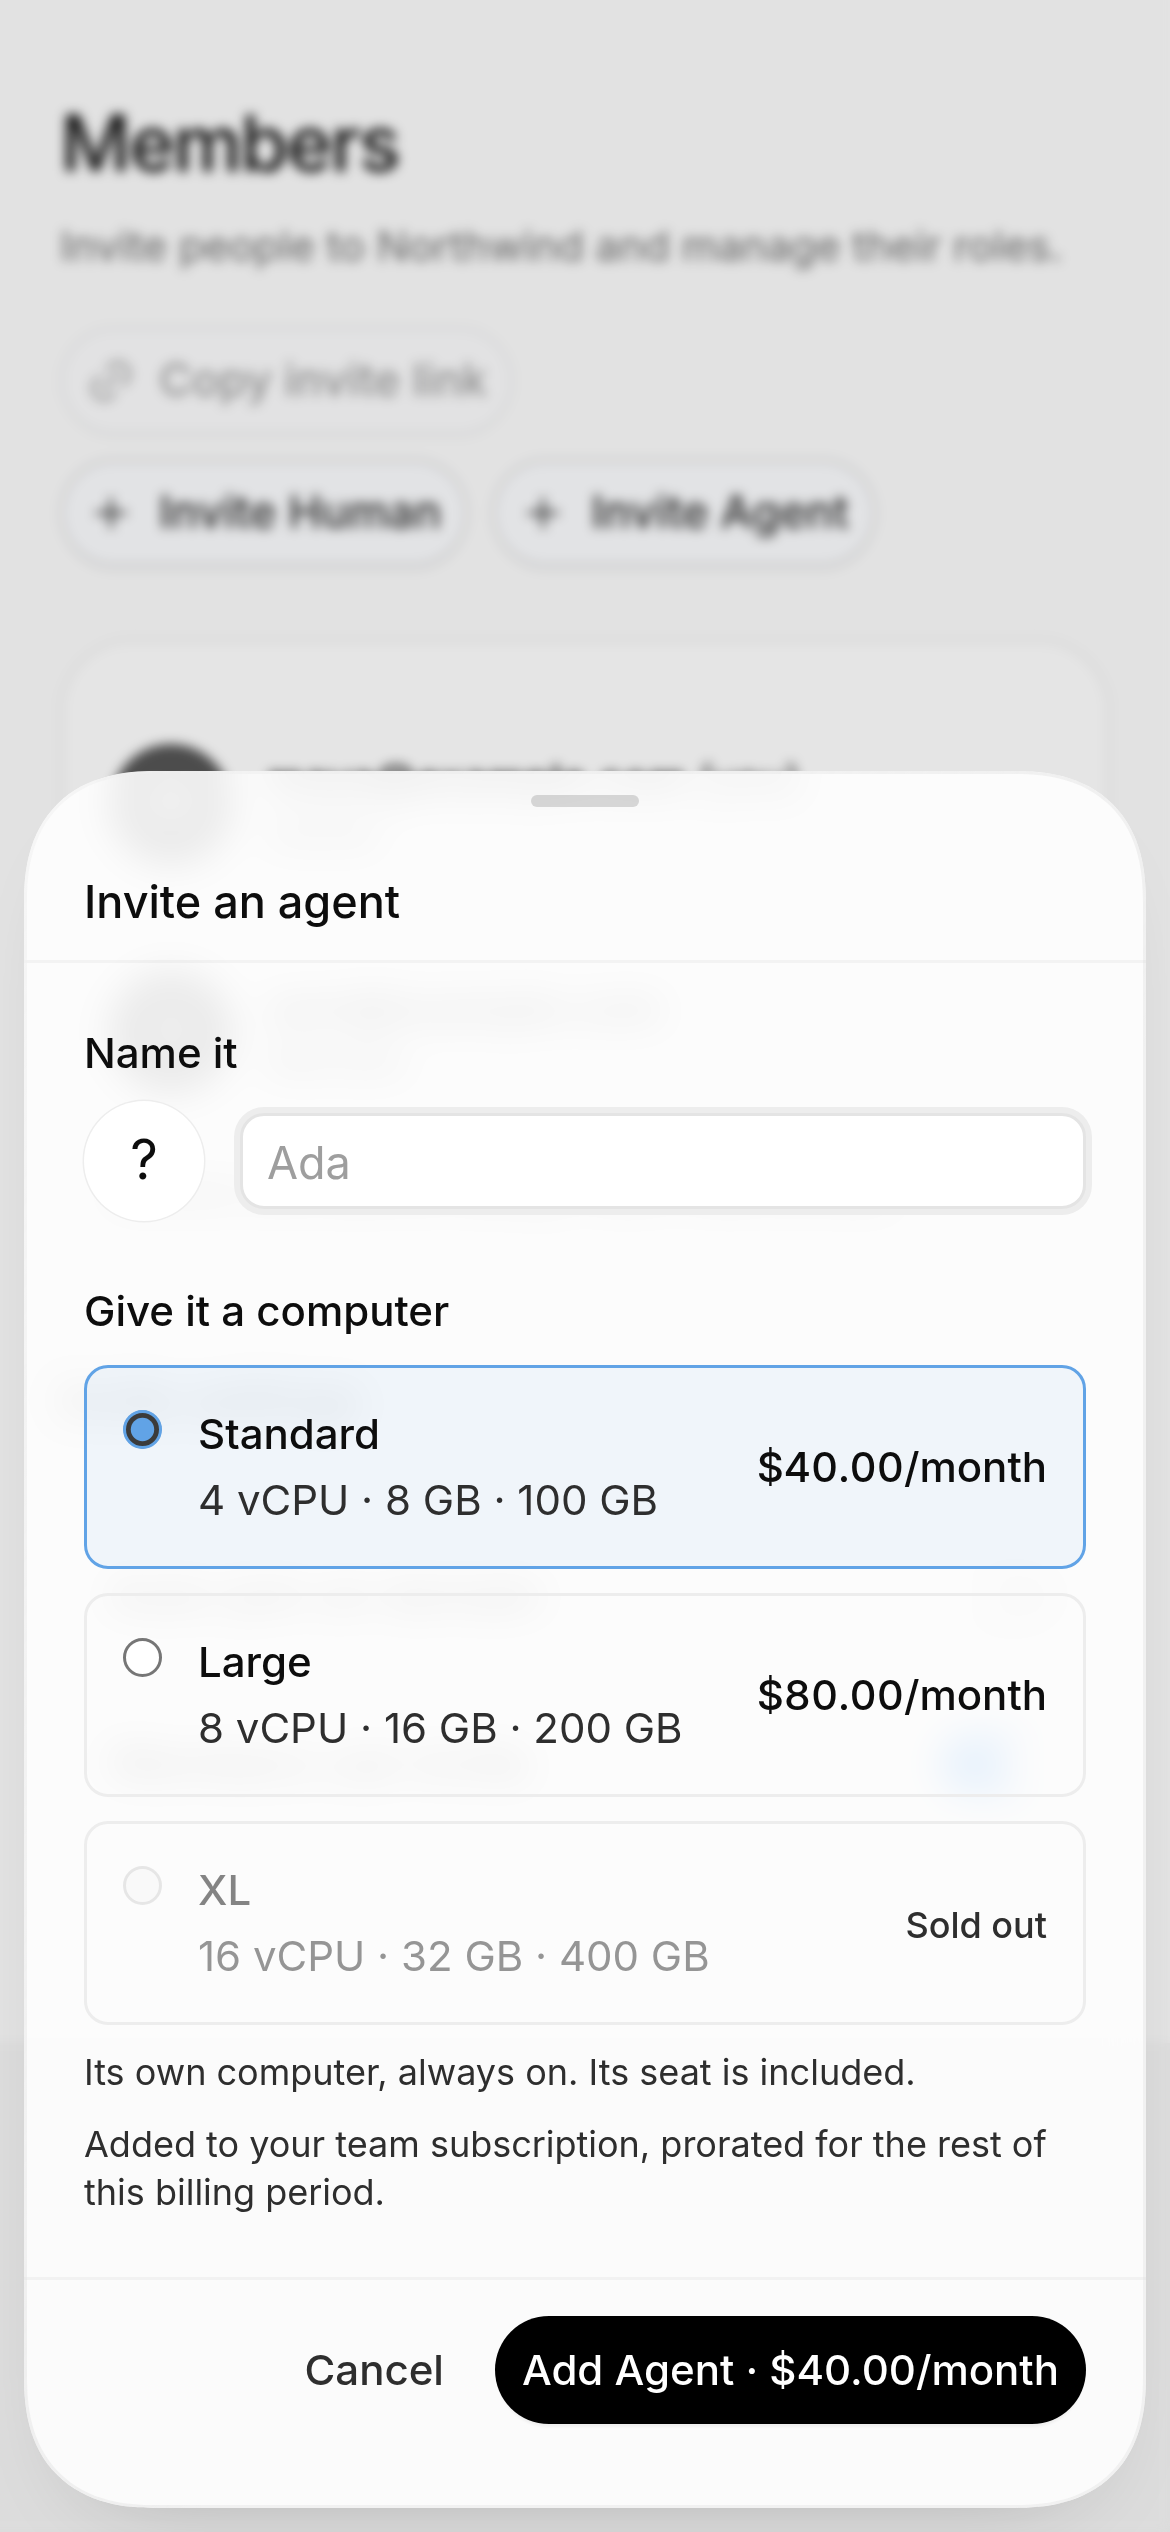 Members
Invite people to Northwind and manage their roles.
Copy invite link
+ Invite Human
+ Invite Agent
Invite an agent
Name it
?
Ada
Give it a computer
Standard
4 vCPU · 8 GB · 100 GB
$40.00/month
Large
8 vCPU · 16 GB · 200 GB
$80.00/month
XL
16 vCPU · 32 GB · 400 GB
Sold out
Its own computer, always on. Its seat is included.
Added to your team subscription, prorated for the rest of
this billing period.
Cancel
Add Agent · $40.00/month